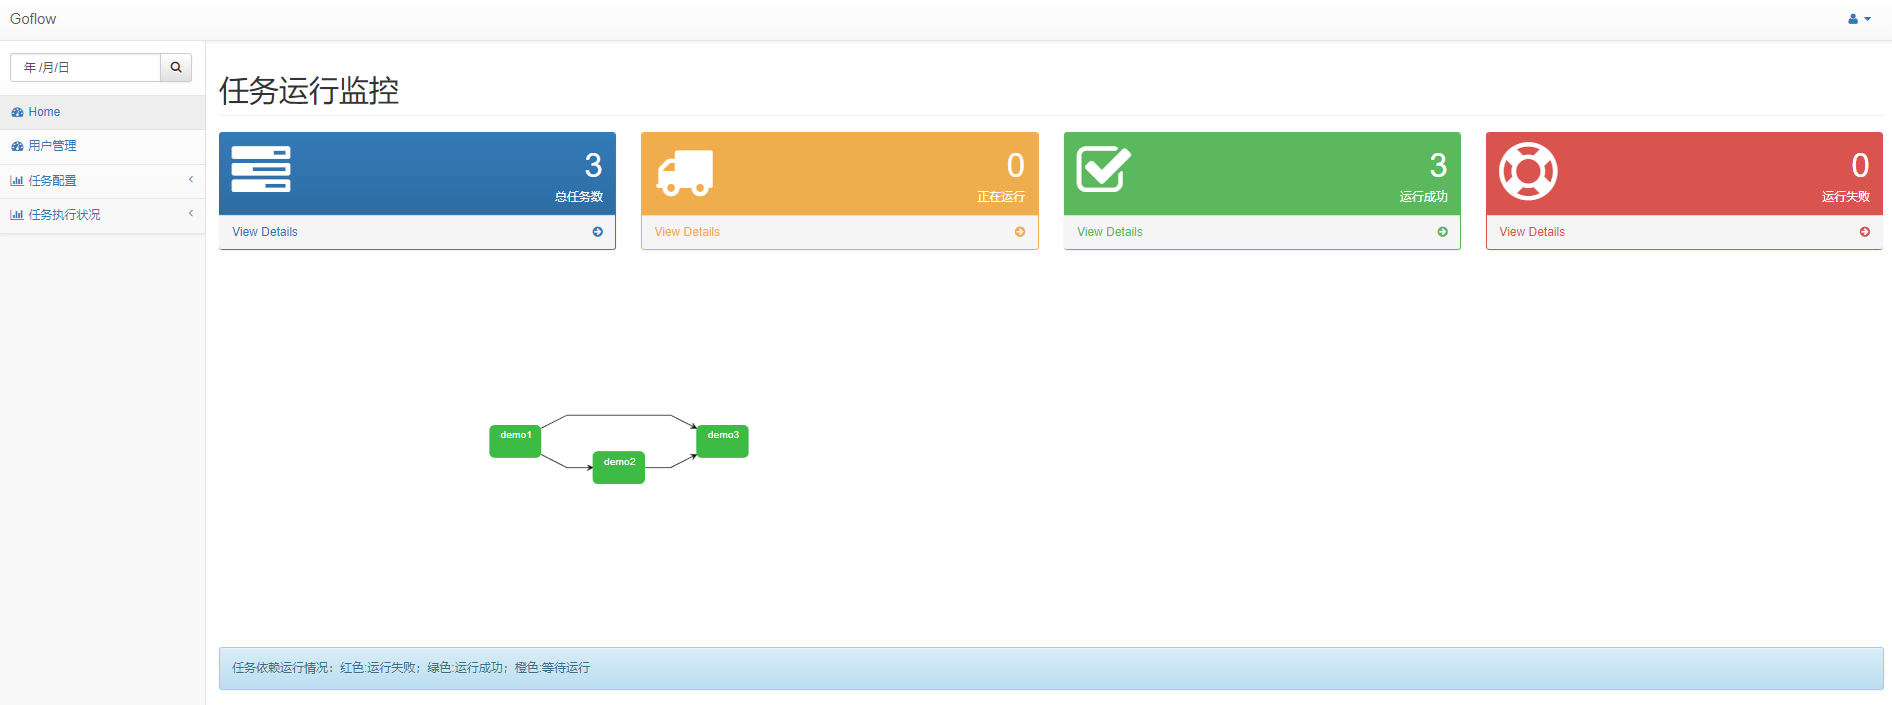 Goflow
年 /月/日
Home
用户管理
任务配置
任务执行状况
任务运行监控
3
总任务数
View Details
0
正在运行
View Details
3
运行成功
View Details
0
运行失败
View Details
demo1
demo3
demo2
任务依赖运行情况：红色:运行失败；绿色:运行成功；橙色:等待运行